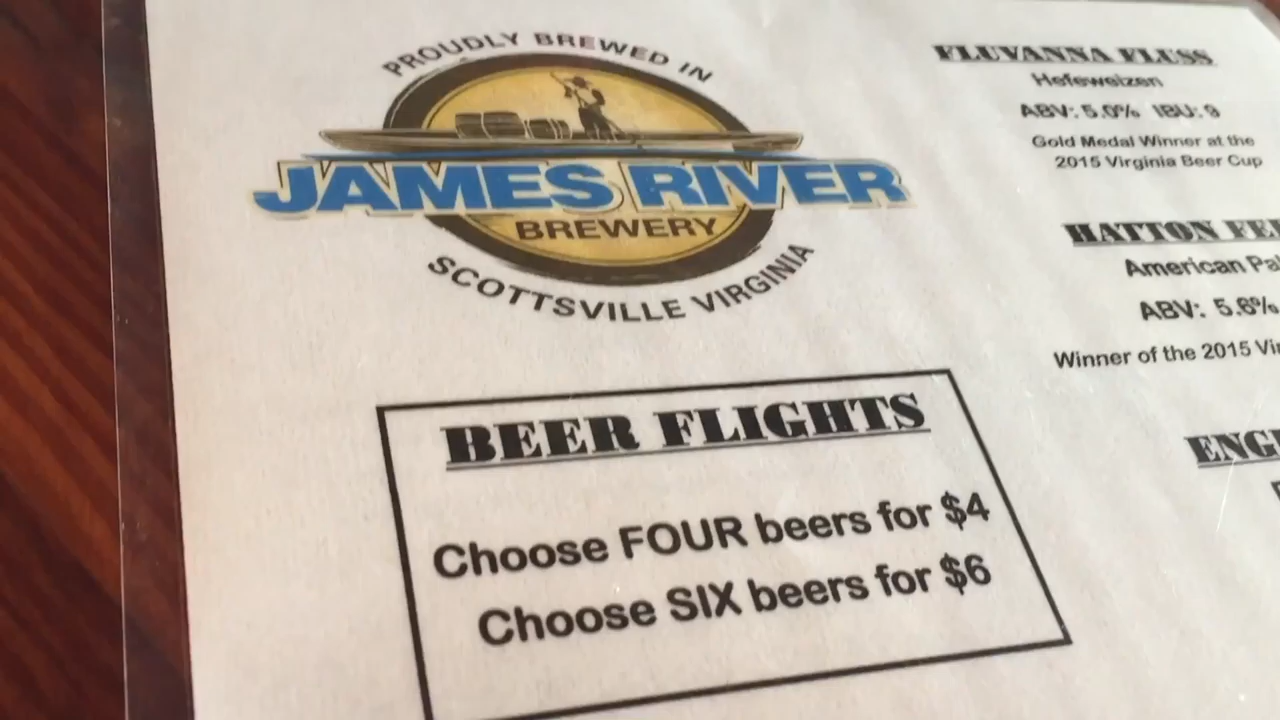 PROUDLY BREWED IN
JAMES RIVER
BREWERY
SCOTTSVILLE VIRGINIA
BEER FLIGHTS
Choose FOUR beers for $4
Choose SIX beers for $6
FLUVANNA FLUSS
Hefeweizen
ABV: 5.0% IBU: 9
Gold Medal Winner at the
2015 Virginia Beer Cup
HATTON
American
ABV: 5.6%
Winner of the 2015